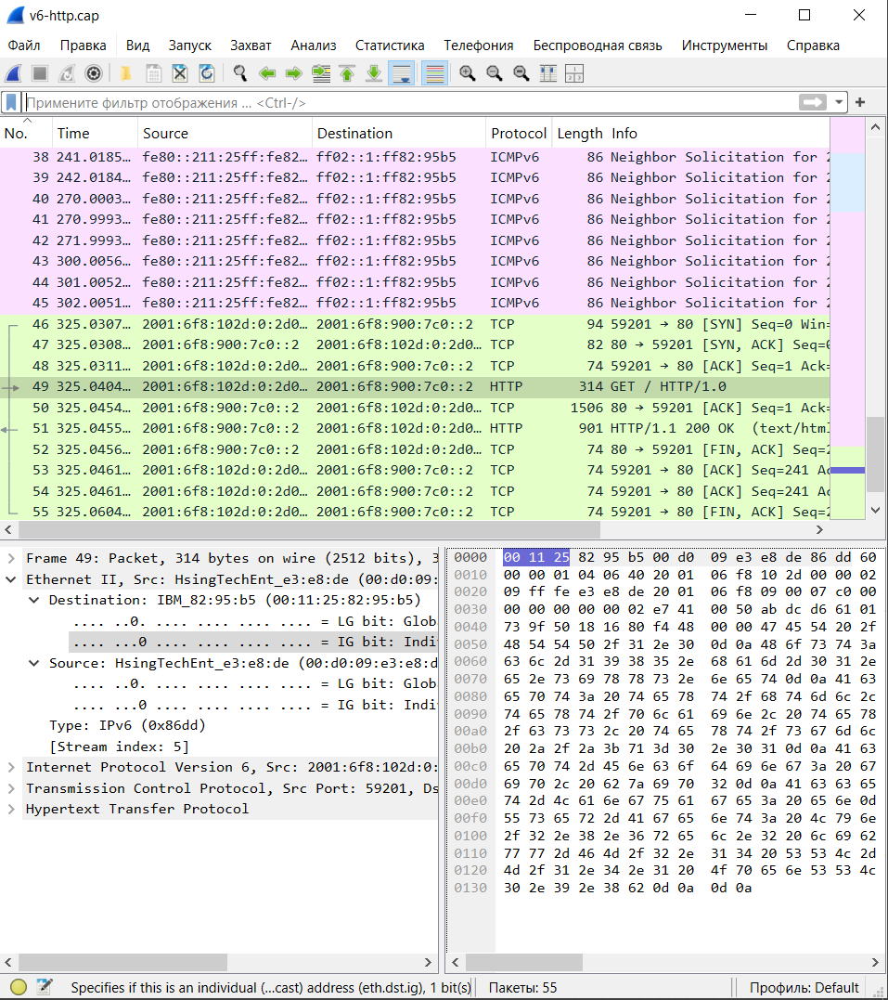 v6-http.cap
Файл Правка Вид Запуск Захват Анализ Статистика Телефония Беспроводная связь Инструменты Справка
Примените фильтр отображения ... <Ctrl-/>
No. Time Source Destination Protocol Length Info
38 241.0185… fe80::211:25ff:fe82… ff02::1:ff82:95b5 ICMPv6 86 Neighbor Solicitation for 2
39 242.0184… fe80::211:25ff:fe82… ff02::1:ff82:95b5 ICMPv6 86 Neighbor Solicitation for 2
40 270.0003… fe80::211:25ff:fe82… ff02::1:ff82:95b5 ICMPv6 86 Neighbor Solicitation for 2
41 270.9993… fe80::211:25ff:fe82… ff02::1:ff82:95b5 ICMPv6 86 Neighbor Solicitation for 2
42 271.9993… fe80::211:25ff:fe82… ff02::1:ff82:95b5 ICMPv6 86 Neighbor Solicitation for 2
43 300.0056… fe80::211:25ff:fe82… ff02::1:ff82:95b5 ICMPv6 86 Neighbor Solicitation for 2
44 301.0052… fe80::211:25ff:fe82… ff02::1:ff82:95b5 ICMPv6 86 Neighbor Solicitation for 2
45 302.0051… fe80::211:25ff:fe82… ff02::1:ff82:95b5 ICMPv6 86 Neighbor Solicitation for 2
46 325.0307… 2001:6f8:102d:0:2d0… 2001:6f8:900:7c0::2 TCP 94 59201 → 80 [SYN] Seq=0 Win=
47 325.0308… 2001:6f8:900:7c0::2 2001:6f8:102d:0:2d0… TCP 82 80 → 59201 [SYN, ACK] Seq=0
48 325.0311… 2001:6f8:102d:0:2d0… 2001:6f8:900:7c0::2 TCP 74 59201 → 80 [ACK] Seq=1 Ack=
49 325.0404… 2001:6f8:102d:0:2d0… 2001:6f8:900:7c0::2 HTTP 314 GET / HTTP/1.0
50 325.0454… 2001:6f8:900:7c0::2 2001:6f8:102d:0:2d0… TCP 1506 80 → 59201 [ACK] Seq=1 Ack=
51 325.0455… 2001:6f8:900:7c0::2 2001:6f8:102d:0:2d0… HTTP 901 HTTP/1.1 200 OK (text/html
52 325.0456… 2001:6f8:900:7c0::2 2001:6f8:102d:0:2d0… TCP 74 80 → 59201 [FIN, ACK] Seq=2
53 325.0461… 2001:6f8:102d:0:2d0… 2001:6f8:900:7c0::2 TCP 74 59201 → 80 [ACK] Seq=241 Ac
54 325.0461… 2001:6f8:102d:0:2d0… 2001:6f8:900:7c0::2 TCP 74 59201 → 80 [ACK] Seq=241 Ac
55 325.0604… 2001:6f8:102d:0:2d0… 2001:6f8:900:7c0::2 TCP 74 59201 → 80 [FIN, ACK] Seq=2
Frame 49: Packet, 314 bytes on wire (2512 bits), 3
Ethernet II, Src: HsingTechEnt_e3:e8:de (00:d0:09:
Destination: IBM_82:95:b5 (00:11:25:82:95:b5)
.... ..0. .... .... .... .... = LG bit: Glob
.... ...0 .... .... .... .... = IG bit: Indi
Source: HsingTechEnt_e3:e8:de (00:d0:09:e3:e8:d
.... ..0. .... .... .... .... = LG bit: Glob
.... ...0 .... .... .... .... = IG bit: Indi
Type: IPv6 (0x86dd)
[Stream index: 5]
Internet Protocol Version 6, Src: 2001:6f8:102d:0:
Transmission Control Protocol, Src Port: 59201, Ds
Hypertext Transfer Protocol
0000 00 11 25 82 95 b5 00 d0 09 e3 e8 de 86 dd 60
0010 00 00 01 04 06 40 20 01 06 f8 10 2d 00 00 02
0020 09 ff fe e3 e8 de 20 01 06 f8 09 00 07 c0 00
0030 00 00 00 00 00 02 e7 41 00 50 ab dc d6 61 01
0040 73 9f 50 18 16 80 f4 48 00 00 47 45 54 20 2f
0050 48 54 54 50 2f 31 2e 30 0d 0a 48 6f 73 74 3a
0060 63 6c 2d 31 39 38 35 2e 68 61 6d 2d 30 31 2e
0070 65 2e 73 69 78 78 73 2e 6e 65 74 0d 0a 41 63
0080 65 70 74 3a 20 74 65 78 74 2f 68 74 6d 6c 2c
0090 74 65 78 74 2f 70 6c 61 69 6e 2c 20 74 65 78
00a0 2f 63 73 73 2c 20 74 65 78 74 2f 73 67 6d 6c
00b0 20 2a 2f 2a 3b 71 3d 30 2e 30 31 0d 0a 41 63
00c0 65 70 74 2d 45 6e 63 6f 64 69 6e 67 3a 20 67
00d0 69 70 2c 20 62 7a 69 70 32 0d 0a 41 63 63 65
00e0 74 2d 4c 61 6e 67 75 61 67 65 3a 20 65 6e 0d
00f0 55 73 65 72 2d 41 67 65 6e 74 3a 20 4c 79 6e
0100 2f 32 2e 38 2e 36 72 65 6c 2e 32 20 6c 69 62
0110 77 77 2d 46 4d 2f 32 2e 31 34 20 53 53 4c 2d
0120 4d 2f 31 2e 34 2e 31 20 4f 70 65 6e 53 53 4c
0130 30 2e 39 2e 38 62 0d 0a 0d 0a
Specifies if this is an individual (...cast) address (eth.dst.ig), 1 bit(s) Пакеты: 55 Профиль: Default